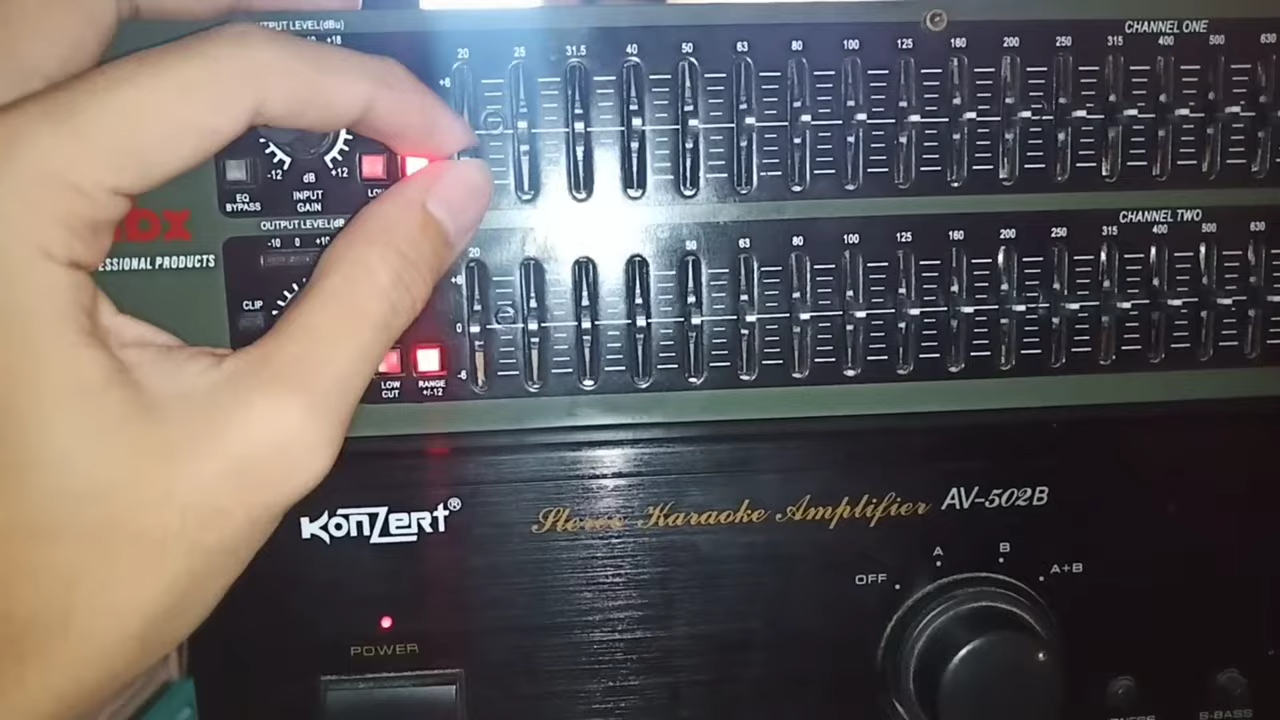 OUTPUT LEVEL(dBu)
+18
CHANNEL ONE
20 25 31.5 40 50 63 80 100 125 160 200 250 315 400 500 630
+6
-12 dB +12
EQ BYPASS
INPUT GAIN
OUTPUT LEVEL(dB
CHANNEL TWO
-10 0 +10
20 50 63 80 100 125 160 200 250 315 400 500 630
ESSIONAL PRODUCTS
CLIP
0
-6
LOW CUT
RANGE +/-12
KONZERT®
Stereo Karaoke Amplifier AV-502B
OFF A B A+B
POWER
S-BASS